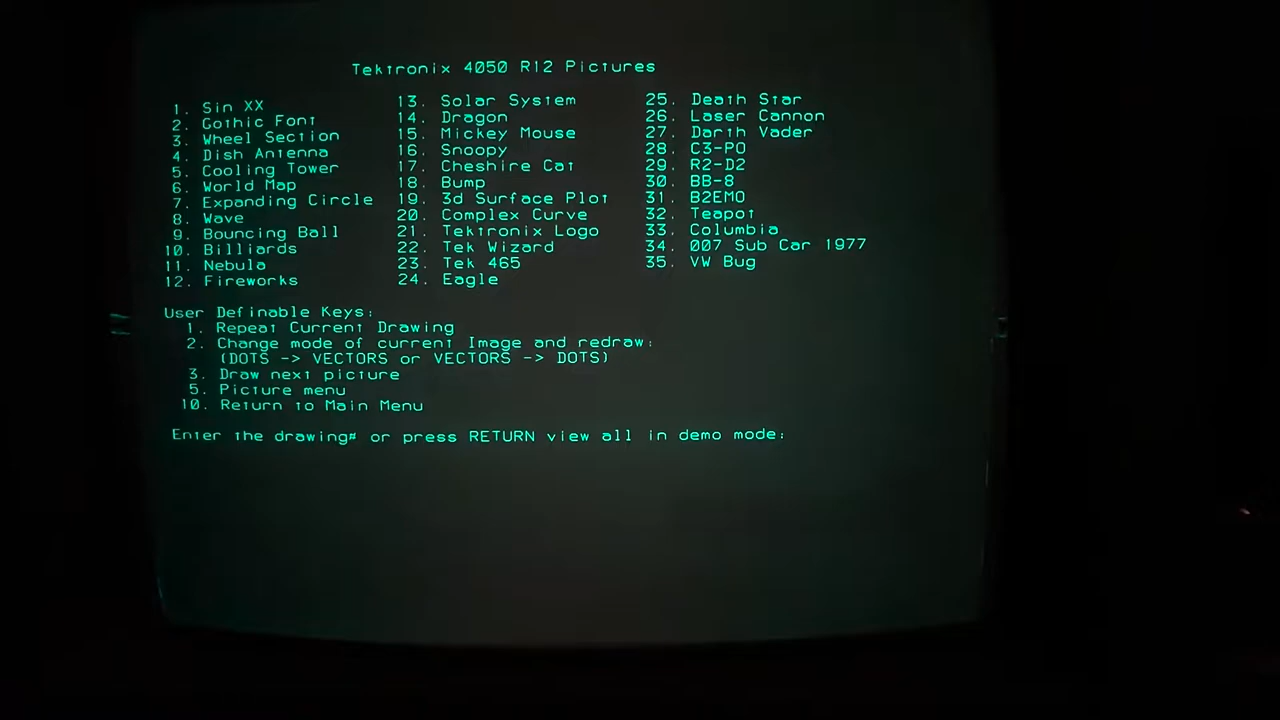 Tektronix 4050 R12 Pictures
1. Sin XX
2. Gothic Font
3. Wheel Section
4. Dish Antenna
5. Cooling Tower
6. World Map
7. Expanding Circle
8. Wave
9. Bouncing Ball
10. Billiards
11. Nebula
12. Fireworks
13. Solar System
14. Dragon
15. Mickey Mouse
16. Snoopy
17. Cheshire Cat
18. Bump
19. 3d Surface Plot
20. Complex Curve
21. Tektronix Logo
22. Tek Wizard
23. Tek 465
24. Eagle
25. Death Star
26. Laser Cannon
27. Darth Vader
28. C3-PO
29. R2-D2
30. BB-8
31. B2EMO
32. Teapot
33. Columbia
34. 007 Sub Car 1977
35. VW Bug
User Definable Keys:
1. Repeat Current Drawing
2. Change mode of current Image and redraw:
(DOTS -> VECTORS or VECTORS -> DOTS)
3. Draw next picture
5. Picture menu
10. Return to Main Menu
Enter the drawing# or press RETURN view all in demo mode: